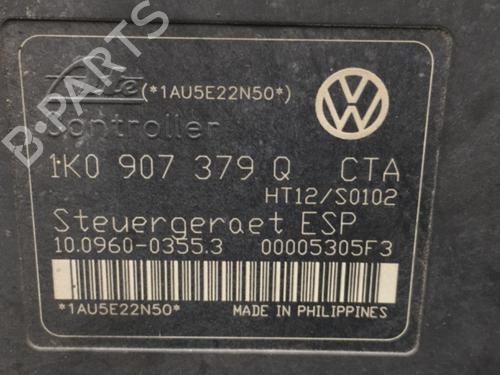 B-PARTS
Ate (*1AU5E22N50*)
Controller
1K0 907 379 Q CTA
HT12/S0102
Steuergeraet ESP
10.0960-0355.3 00005305F3
*1AU5E22N50* MADE IN PHILIPPINES